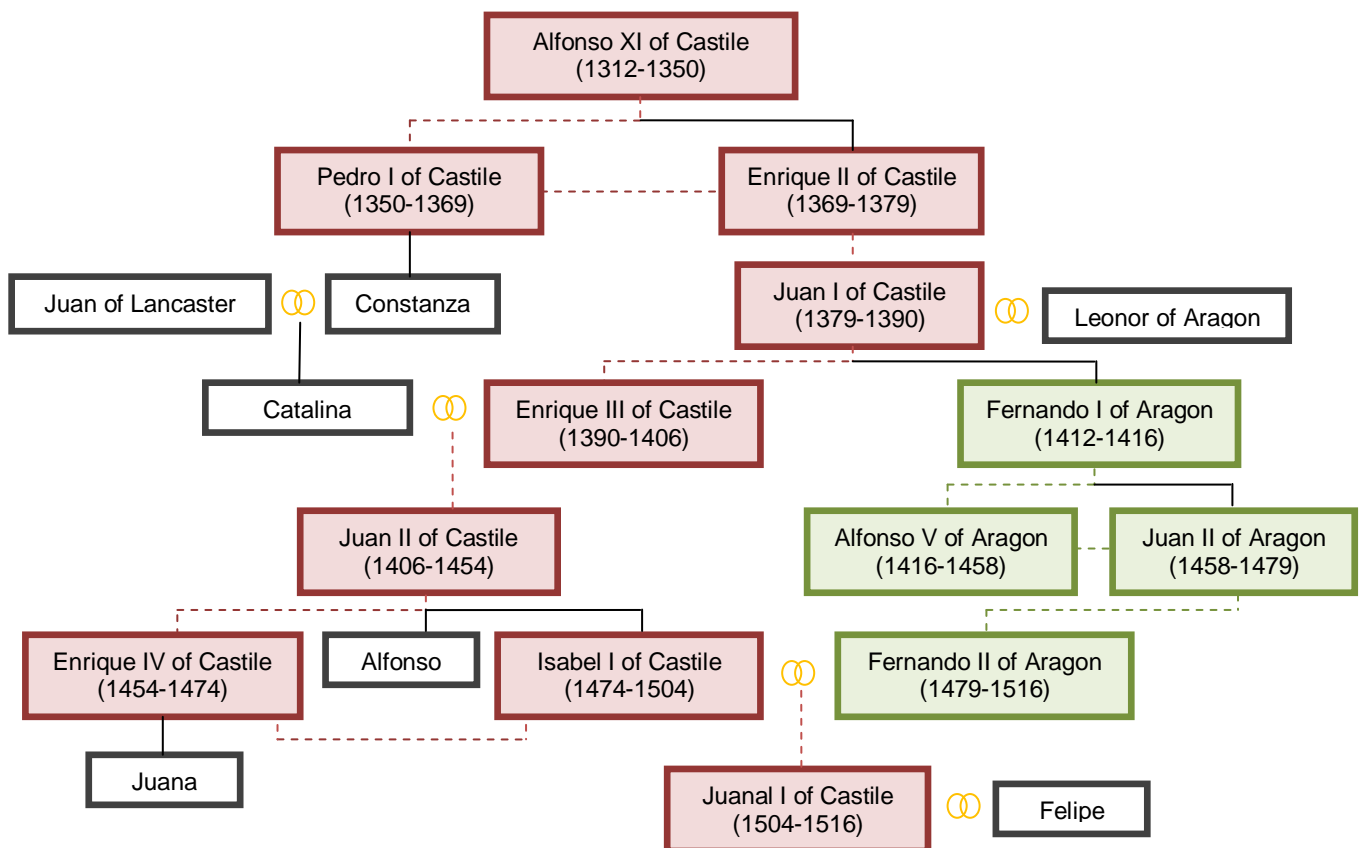 Alfonso XI of Castile
(1312-1350)
Pedro I of Castile
(1350-1369)
Enrique II of Castile
(1369-1379)
Juan of Lancaster
Constanza
Juan I of Castile
(1379-1390)
Leonor of Aragon
Catalina
Enrique III of Castile
(1390-1406)
Fernando I of Aragon
(1412-1416)
Juan II of Castile
(1406-1454)
Alfonso V of Aragon
(1416-1458)
Juan II of Aragon
(1458-1479)
Enrique IV of Castile
(1454-1474)
Alfonso
Isabel I of Castile
(1474-1504)
Fernando II of Aragon
(1479-1516)
Juana
Juanal I of Castile
(1504-1516)
Felipe